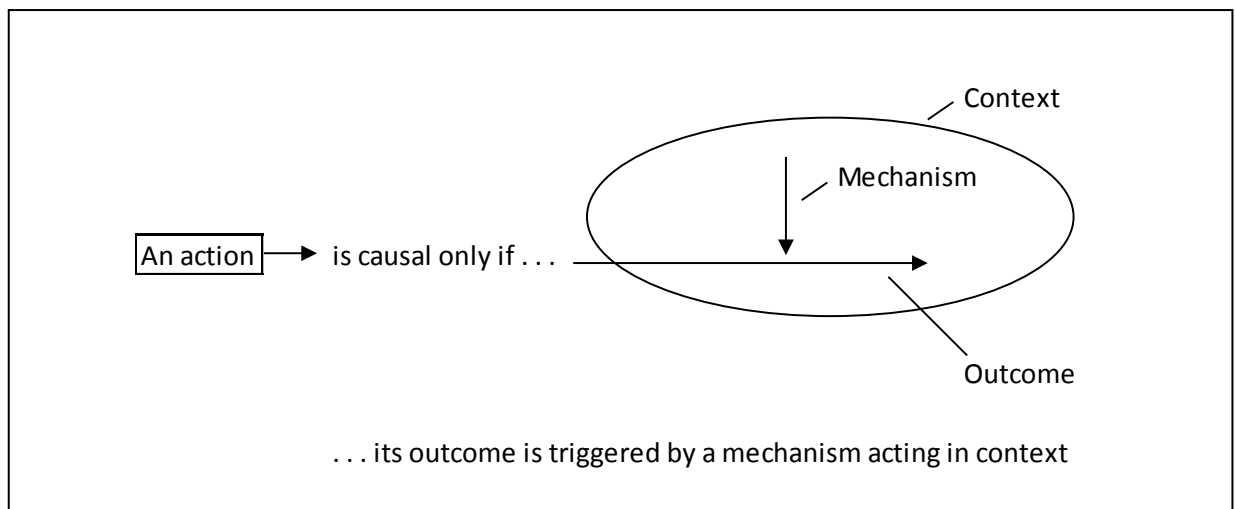 Context
Mechanism
An action is causal only if . . .
Outcome
. . . its outcome is triggered by a mechanism acting in context